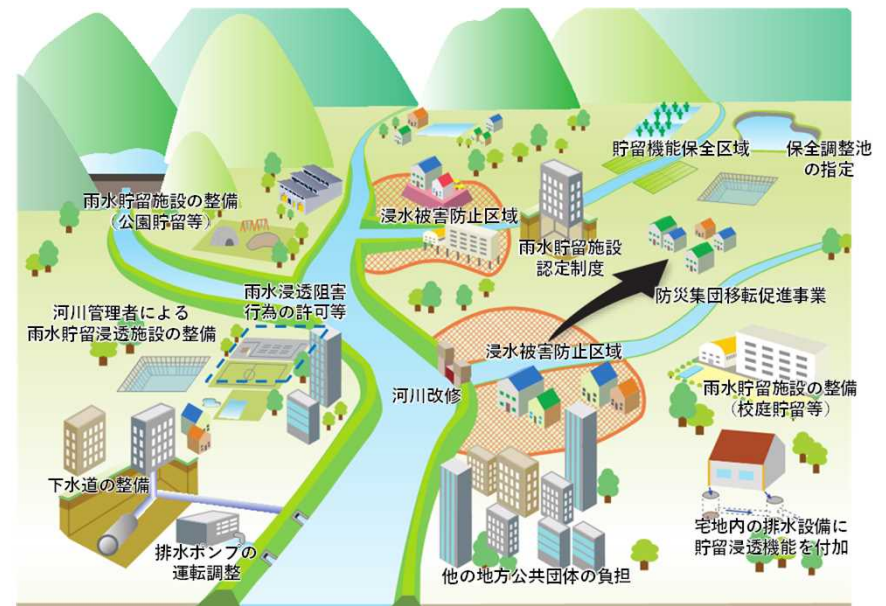 貯留機能保全区域
保全調整池
の指定
雨水貯留施設の整備
（公園貯留等）
浸水被害防止区域
雨水貯留施設
認定制度
防災集団移転促進事業
河川管理者による
雨水貯留浸透施設の整備
雨水浸透阻害
行為の許可等
浸水被害防止区域
河川改修
雨水貯留施設の整備
（校庭貯留等）
下水道の整備
排水ポンプの
運転調整
他の地方公共団体の負担
宅地内の排水設備に
貯留浸透機能を付加